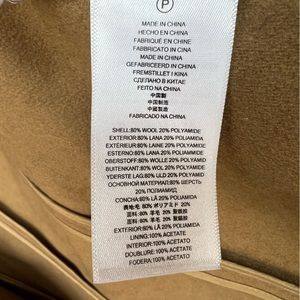 P
MADE IN CHINA
HECHO EN CHINA
FABRIQUÉ EN CHINE
FABBRICATO IN CINA
MADE IN CHINA
GEFABRICEERD IN CHINA
FREMSTILLET I KINA
СДЕЛАНО В КИТАЕ
FEITO NA CHINA
中国製
中国制造
中國製造
FABRICADO NA CHINA
SHELL:80% WOOL 20% POLYAMIDE
EXTERIOR:80% LANA 20% POLIAMIDA
EXTÉRIEUR:80% LAINE 20% POLYAMIDE
ESTERNO:80% LANA 20% POLIAMMIDE
OBERSTOFF:80% WOLLE 20% POLYAMID
BUITENKANT:80% WOL 20% POLYAMIDE
YDERSTE LAG:80% ULD 20% POLYAMID
ОСНОВНОЙ МАТЕРИАЛ:80% ШЕРСТЬ
20% ПОЛИАМИД
CONCHA:80% LÃ 20% POLIAMIDA
表地毛 80% ポリアミド 20%
面料:80% 羊毛 20% 聚酰胺
面料:80% 羊毛 20% 聚醯胺
EXTERIOR:80% LÃ 20% POLIAMIDA
LINING:100% ACETATE
INTERIOR:100% ACETATO
DOUBLURE:100% ACÉTATE
FODERA:100% ACETATO